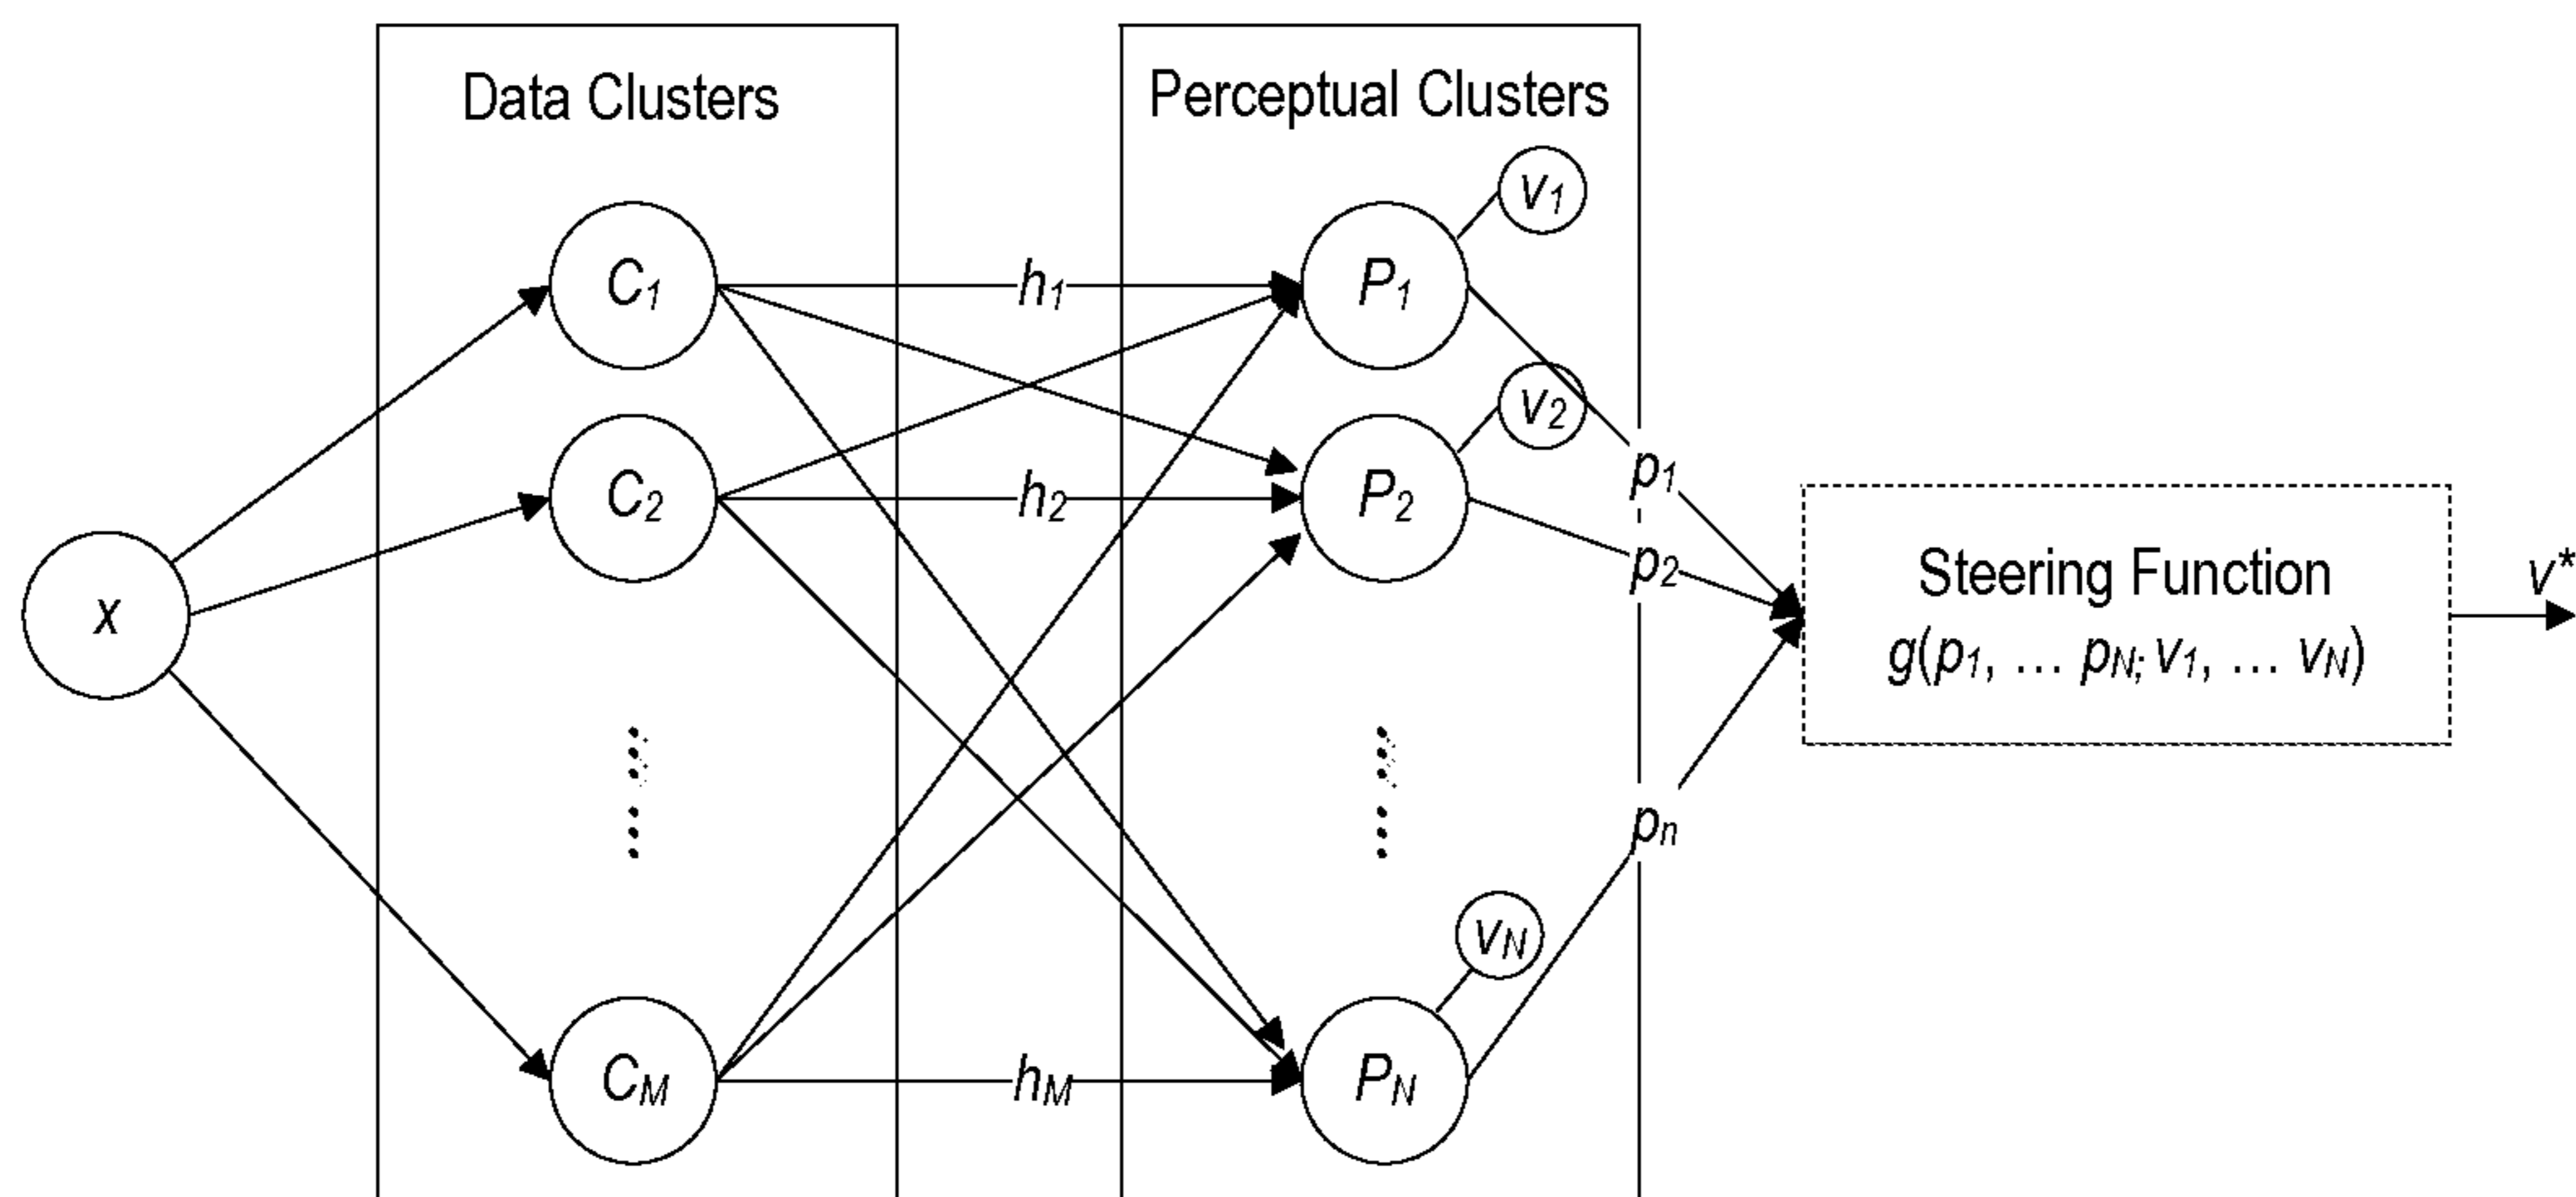 Data Clusters
Perceptual Clusters
x
C1
C2
CM
h1
h2
hM
P1
P2
PN
v1
v2
vN
p1
p2
pn
Steering Function
g(p1, ... pN; v1, ... vN)
v*